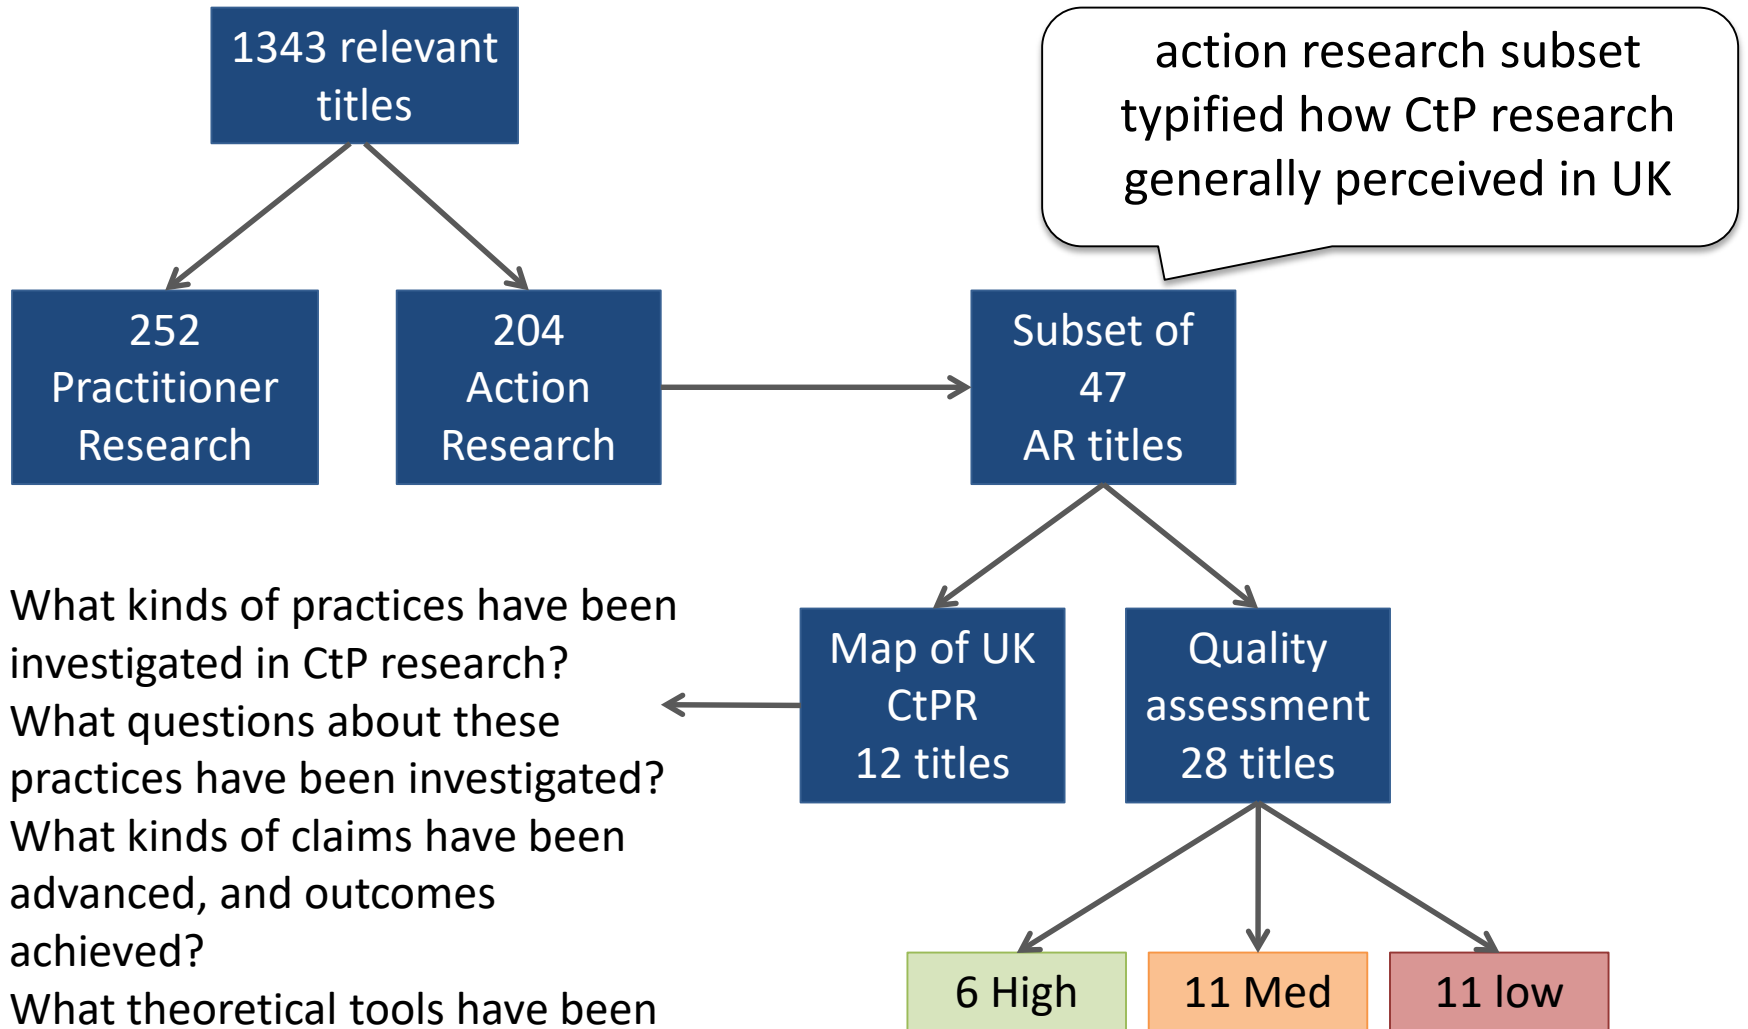 1343 relevant
titles
action research subset
typified how CtP research
generally perceived in UK
252
Practitioner
Research
204
Action
Research
Subset of
47
AR titles
What kinds of practices have been
investigated in CtP research?
What questions about these
practices have been investigated?
What kinds of claims have been
advanced, and outcomes
achieved?
What theoretical tools have been
Map of UK
CtPR
12 titles
Quality
assessment
28 titles
6 High
11 Med
11 low